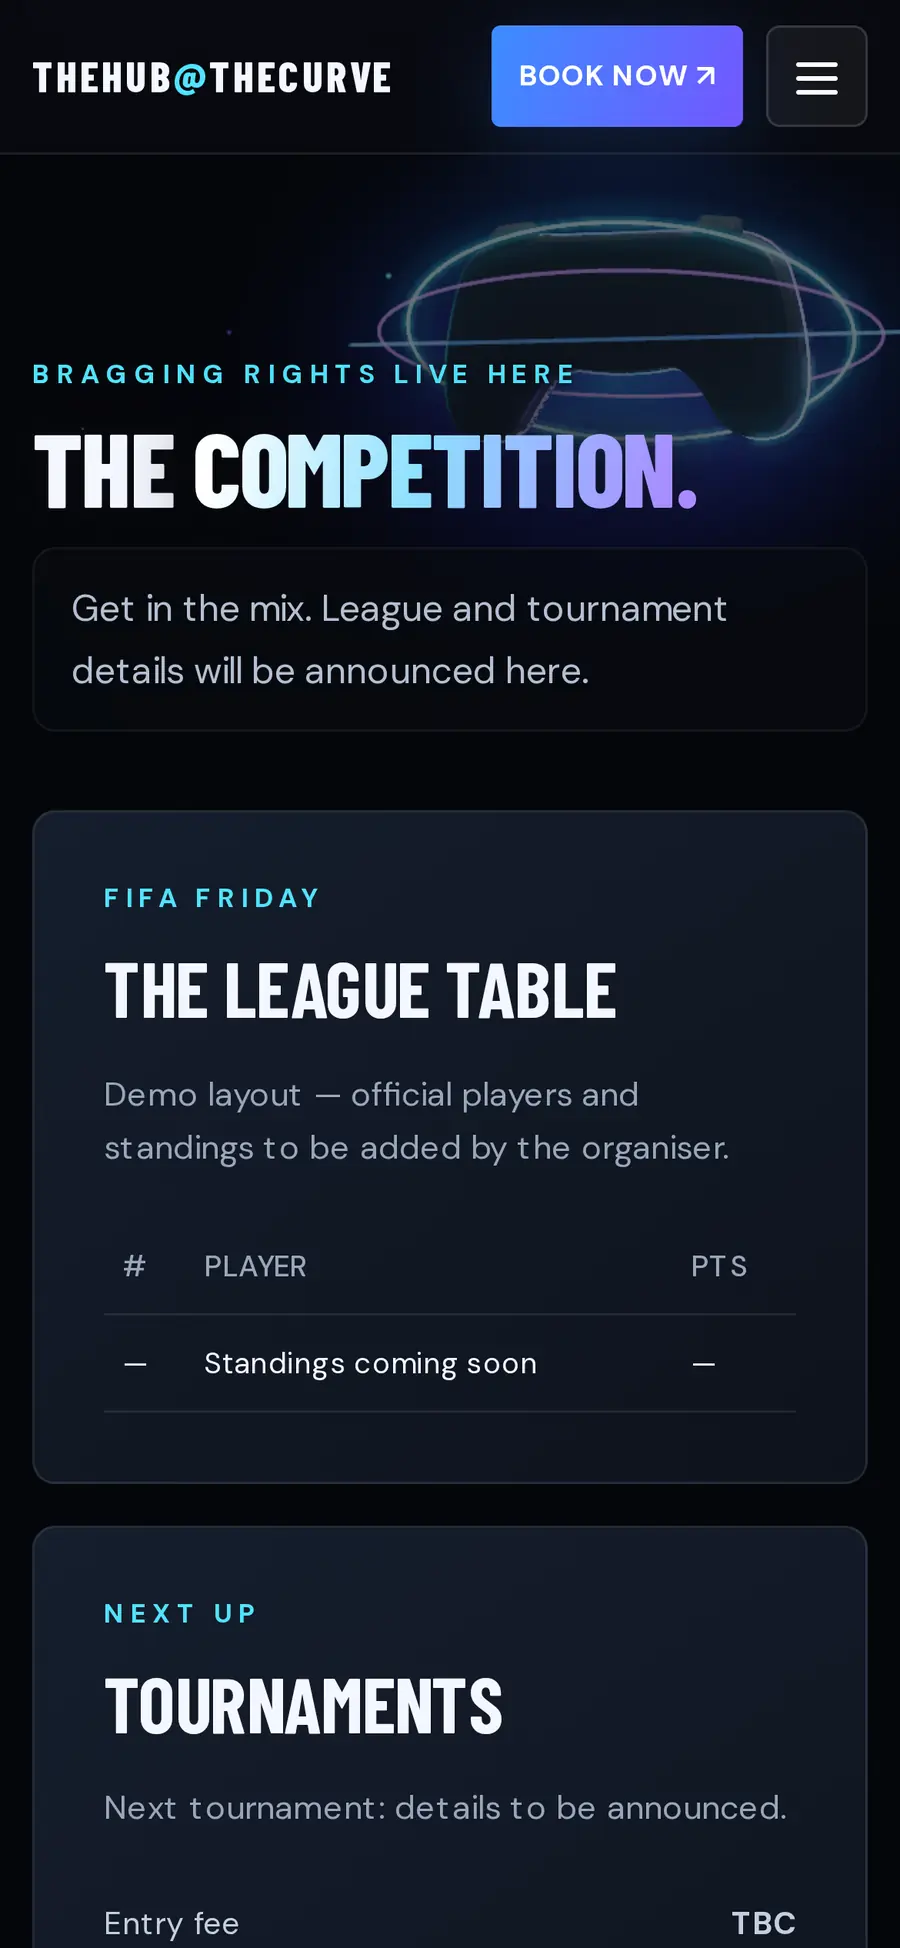 THEHUB@THECURVE
BOOK NOW ↗
BRAGGING RIGHTS LIVE HERE
THE COMPETITION.
Get in the mix. League and tournament
details will be announced here.
FIFA FRIDAY
THE LEAGUE TABLE
Demo layout — official players and
standings to be added by the organiser.
# PLAYER PTS
— Standings coming soon —
NEXT UP
TOURNAMENTS
Next tournament: details to be announced.
Entry fee TBC